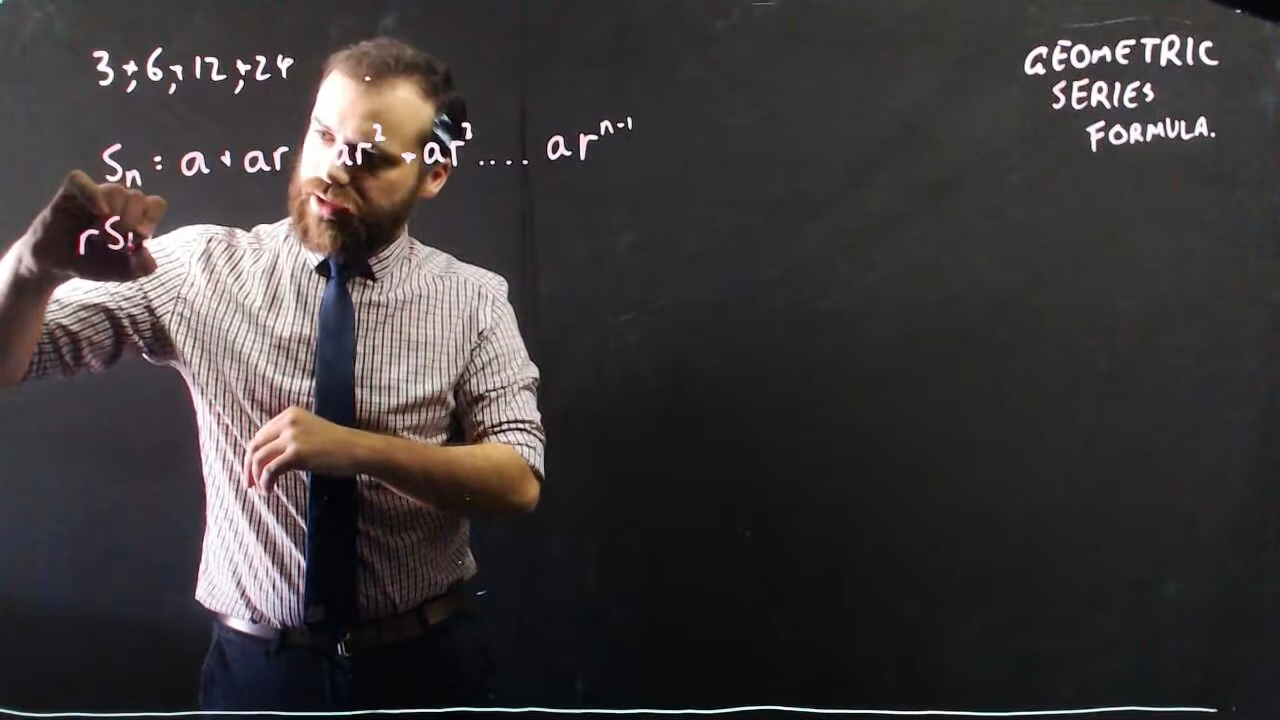 3+,6+,12,+24
Sₙ = a + ar + ar² + ar³ .... arⁿ⁻¹
rSₙ
GEOMETRIC
SERIES
FORMULA.